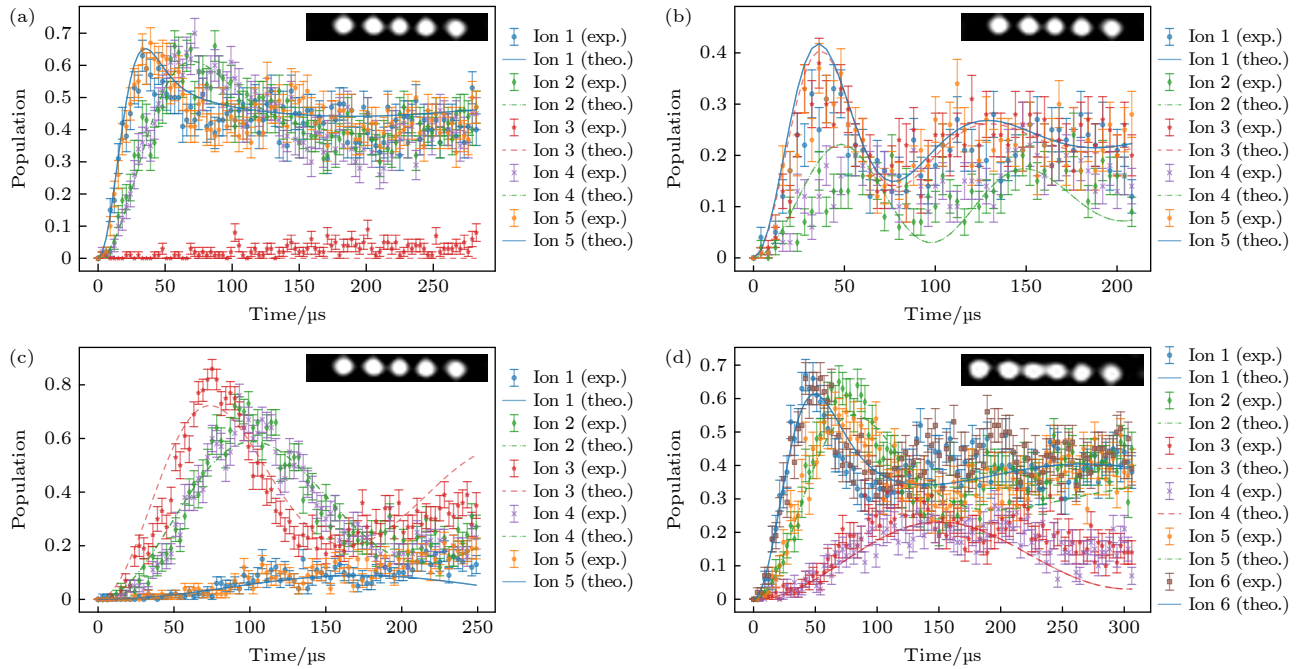 (a)
0.7
0.6
0.5
0.4
0.3
0.2
0.1
0
Population
0
50
100
150
200
250
Time/μs
Ion 1 (exp.)
Ion 1 (theo.)
Ion 2 (exp.)
Ion 2 (theo.)
Ion 3 (exp.)
Ion 3 (theo.)
Ion 4 (exp.)
Ion 4 (theo.)
Ion 5 (exp.)
Ion 5 (theo.)
(b)
0.4
0.3
0.2
0.1
0
Population
0
50
100
150
200
Time/μs
Ion 1 (exp.)
Ion 1 (theo.)
Ion 2 (exp.)
Ion 2 (theo.)
Ion 3 (exp.)
Ion 3 (theo.)
Ion 4 (exp.)
Ion 4 (theo.)
Ion 5 (exp.)
Ion 5 (theo.)
(c)
0.8
0.6
0.4
0.2
0
Population
0
50
100
150
200
250
Time/μs
Ion 1 (exp.)
Ion 1 (theo.)
Ion 2 (exp.)
Ion 2 (theo.)
Ion 3 (exp.)
Ion 3 (theo.)
Ion 4 (exp.)
Ion 4 (theo.)
Ion 5 (exp.)
Ion 5 (theo.)
(d)
0.7
0.6
0.5
0.4
0.3
0.2
0.1
0
Population
0
50
100
150
200
250
300
Time/μs
Ion 1 (exp.)
Ion 1 (theo.)
Ion 2 (exp.)
Ion 2 (theo.)
Ion 3 (exp.)
Ion 3 (theo.)
Ion 4 (exp.)
Ion 4 (theo.)
Ion 5 (exp.)
Ion 5 (theo.)
Ion 6 (exp.)
Ion 6 (theo.)